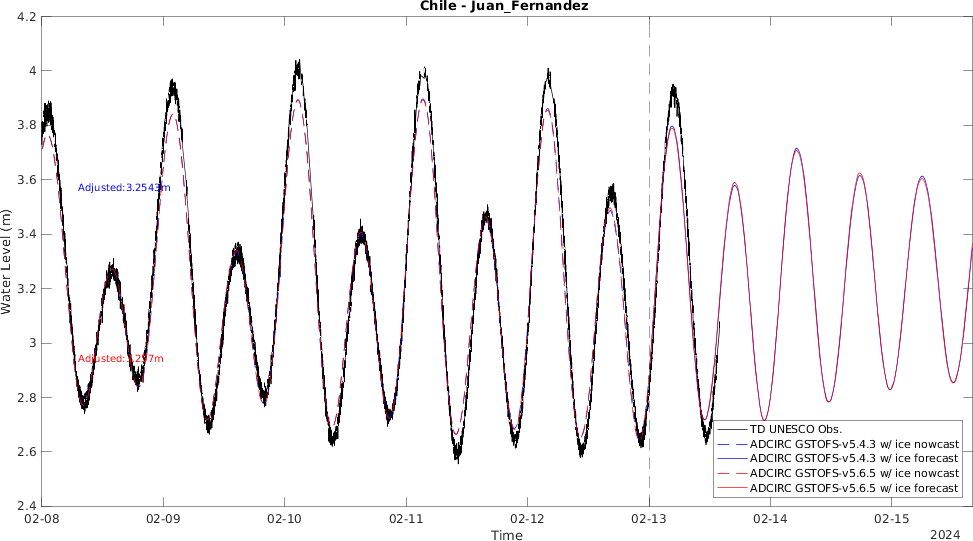 Chile - Juan_Fernandez
4.2
4
3.8
3.6
3.4
3.2
3
2.8
2.6
2.4
Water Level (m)
Adjusted:3.2543m
Adjusted:3.297m
TD UNESCO Obs.
ADCIRC GSTOFS-v5.4.3 w/ ice nowcast
ADCIRC GSTOFS-v5.4.3 w/ ice forecast
ADCIRC GSTOFS-v5.6.5 w/ ice nowcast
ADCIRC GSTOFS-v5.6.5 w/ ice forecast
02-08 02-09 02-10 02-11 02-12 02-13 02-14 02-15
Time
2024